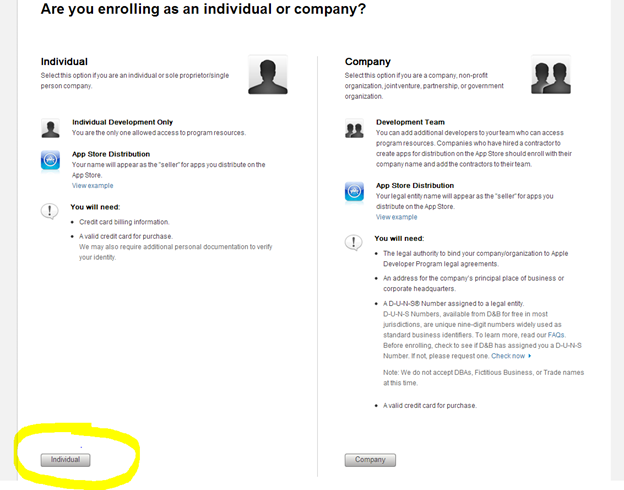 Are you enrolling as an individual or company?
Individual
Select this option if you are an individual or sole proprietor/single
person company.
Individual Development Only
You are the only one allowed access to program resources.
App Store Distribution
Your name will appear as the "seller" for apps you distribute on the
App Store.
View example
You will need:
• Credit card billing information.
• A valid credit card for purchase.
We may also require additional personal documentation to verify
your identity.
Individual
Company
Select this option if you are a company, non-profit
organization, joint venture, partnership, or government
organization.
Development Team
You can add additional developers to your team who can access
program resources. Companies who have hired a contractor to
create apps for distribution on the App Store should enroll with their
company name and add the contractors to their team.
App Store Distribution
Your legal entity name will appear as the "seller" for apps you
distribute on the App Store.
View example
You will need:
• The legal authority to bind your company/organization to Apple
Developer Program legal agreements.
• An address for the company's principal place of business or
corporate headquarters.
• A D-U-N-S® Number assigned to a legal entity.
D-U-N-S Numbers, available from D&B for free in most
jurisdictions, are unique nine-digit numbers widely used as
standard business identifiers. To learn more, read our FAQs.
Before enrolling, check to see if D&B has assigned you a D-U-N-S
Number. If not, please request one. Check now
Note: We do not accept DBAs, Fictitious Business, or Trade names
at this time.
• A valid credit card for purchase.
Company